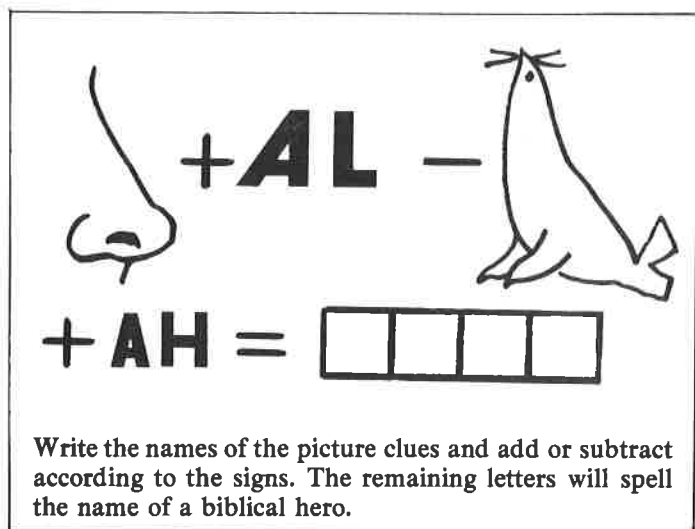 +AL −
+ AH =
Write the names of the picture clues and add or subtract
according to the signs. The remaining letters will spell
the name of a biblical hero.